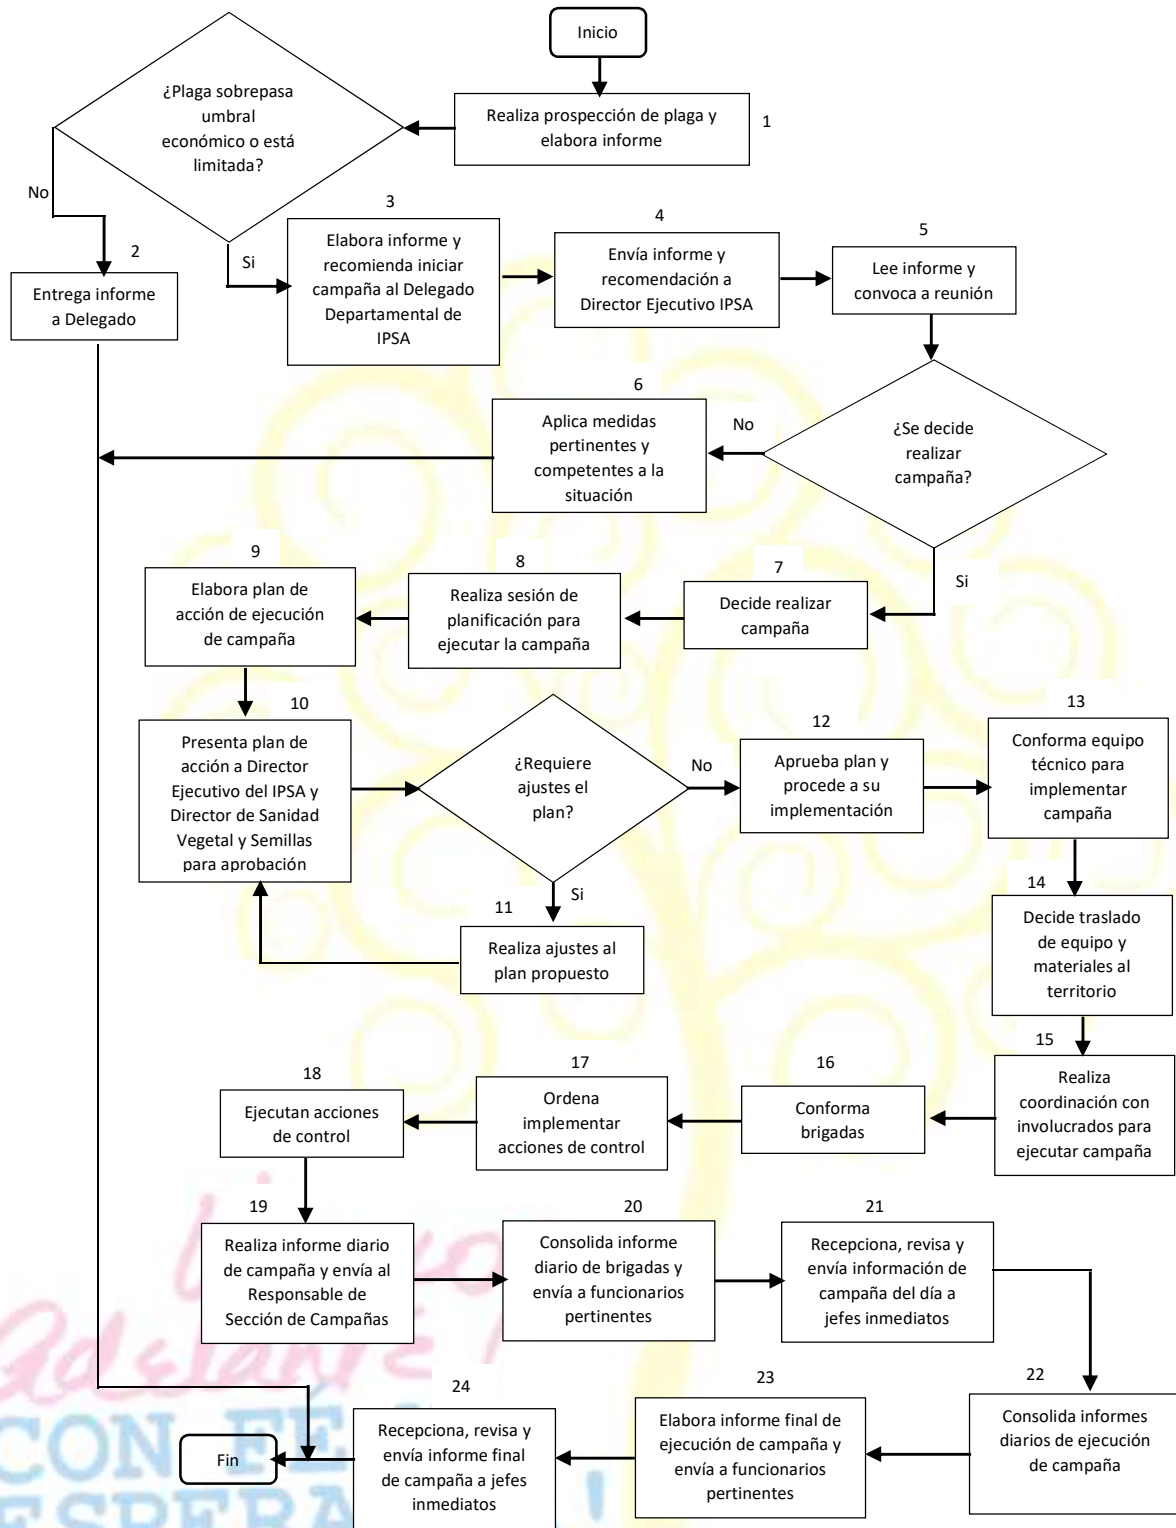 Inicio
¿Plaga sobrepasa
umbral
económico o está
limitada?
Realiza prospección de plaga y
elabora informe
1
No
Si
2
Entrega informe
a Delegado
3
Elabora informe y
recomienda iniciar
campaña al Delegado
Departamental de
IPSA
4
Envía informe y
recomendación a
Director Ejecutivo IPSA
5
Lee informe y
convoca a reunión
¿Se decide
realizar
campaña?
No
Si
6
Aplica medidas
pertinentes y
competentes a la
situación
7
Decide realizar
campaña
8
Realiza sesión de
planificación para
ejecutar la campaña
9
Elabora plan de
acción de ejecución
de campaña
10
Presenta plan de
acción a Director
Ejecutivo del IPSA y
Director de Sanidad
Vegetal y Semillas
para aprobación
¿Requiere
ajustes el
plan?
No
Si
11
Realiza ajustes al
plan propuesto
12
Aprueba plan y
procede a su
implementación
13
Conforma equipo
técnico para
implementar
campaña
14
Decide traslado
de equipo y
materiales al
territorio
15
Realiza
coordinación con
involucrados para
ejecutar campaña
16
Conforma
brigadas
17
Ordena
implementar
acciones de control
18
Ejecutan acciones
de control
19
Realiza informe diario
de campaña y envía al
Responsable de
Sección de Campañas
20
Consolida informe
diario de brigadas y
envía a funcionarios
pertinentes
21
Recepciona, revisa y
envía información de
campaña del día a
jefes inmediatos
22
Consolida informes
diarios de ejecución
de campaña
23
Elabora informe final de
ejecución de campaña y
envía a funcionarios
pertinentes
24
Recepciona, revisa y
envía informe final
de campaña a jefes
inmediatos
Fin
CON FÉ